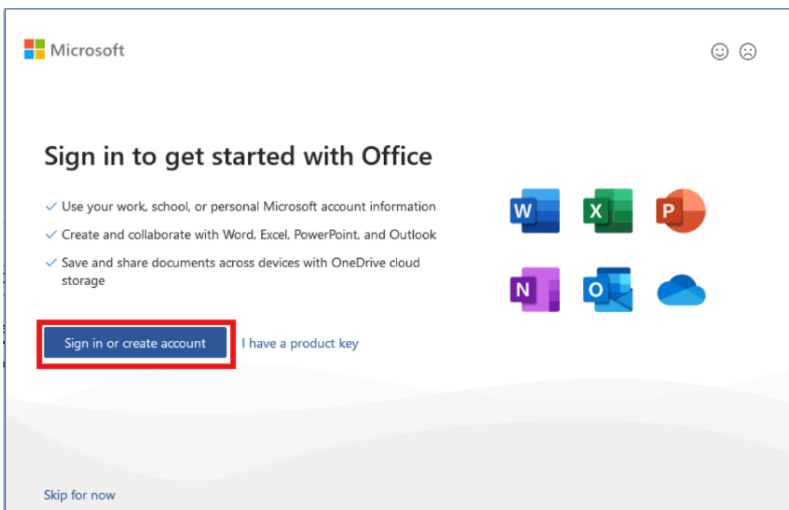 Microsoft
Sign in to get started with Office
Use your work, school, or personal Microsoft account information
Create and collaborate with Word, Excel, PowerPoint, and Outlook
Save and share documents across devices with OneDrive cloud
storage
W
X
P
N
O
Sign in or create account
I have a product key
Skip for now